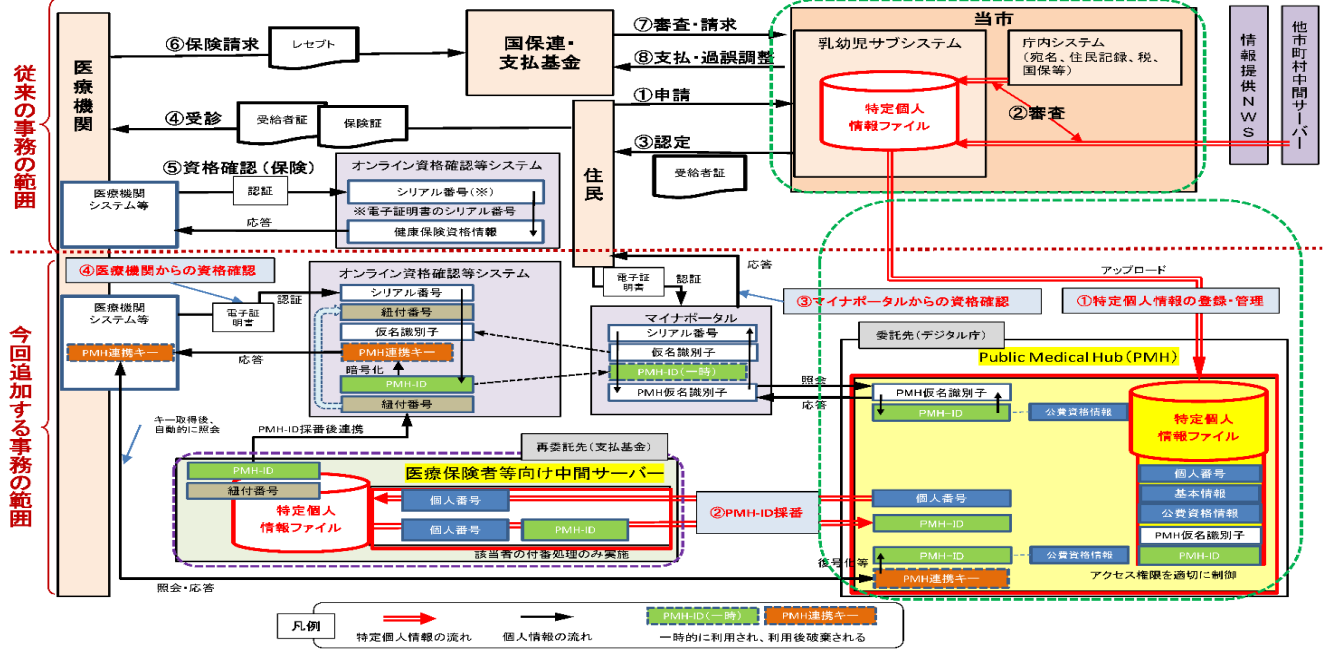 従来の事務の範囲
医療機関
⑥保険請求
レセプト
国保連・
支払基金
⑦審査・請求
⑧支払・過誤調整
①申請
④受診
受給者証
保険証
③認定
受給者証
住民
当市
乳幼児サブシステム
特定個人
情報ファイル
庁内システム
(宛名、住民記録、税、
国保等)
②審査
情報提供NWS
他市町村中間サーバー
⑤資格確認(保険)
医療機関
システム等
認証
応答
オンライン資格確認等システム
シリアル番号(※)
※電子証明書のシリアル番号
健康保険資格情報
今回追加する事務の範囲
④医療機関からの資格確認
医療機関
システム等
電子証
明書
認証
PMH連携キー
応答
オンライン資格確認等システム
シリアル番号
紐付番号
仮名識別子
PMH連携キー
暗号化
PMH-ID
紐付番号
電子証
明書
認証
応答
③マイナポータルからの資格確認
マイナポータル
シリアル番号
仮名識別子
PMH-ID(一時)
PMH仮名識別子
照会
応答
アップロード
①特定個人情報の登録・管理
委託先(デジタル庁)
Public Medical Hub(PMH)
PMH仮名識別子
PMH-ID
公費資格情報
特定個人
情報ファイル
個人番号
基本情報
公費資格情報
PMH仮名識別子
PMH-ID
個人番号
PMH-ID
PMH-ID
公費資格情報
復号化等
PMH連携キー
アクセス権限を適切に制御
キー取得後、
自動的に照会
PMH-ID採番後連携
再委託先(支払基金)
医療保険者等向け中間サーバー
PMH-ID
紐付番号
特定個人
情報ファイル
個人番号
個人番号
PMH-ID
②PMH-ID採番
該当者の付番処理のみ実施
照会・応答
凡例
特定個人情報の流れ
個人情報の流れ
PMH-ID(一時)
PMH連携キー
一時的に利用され、利用後破棄される